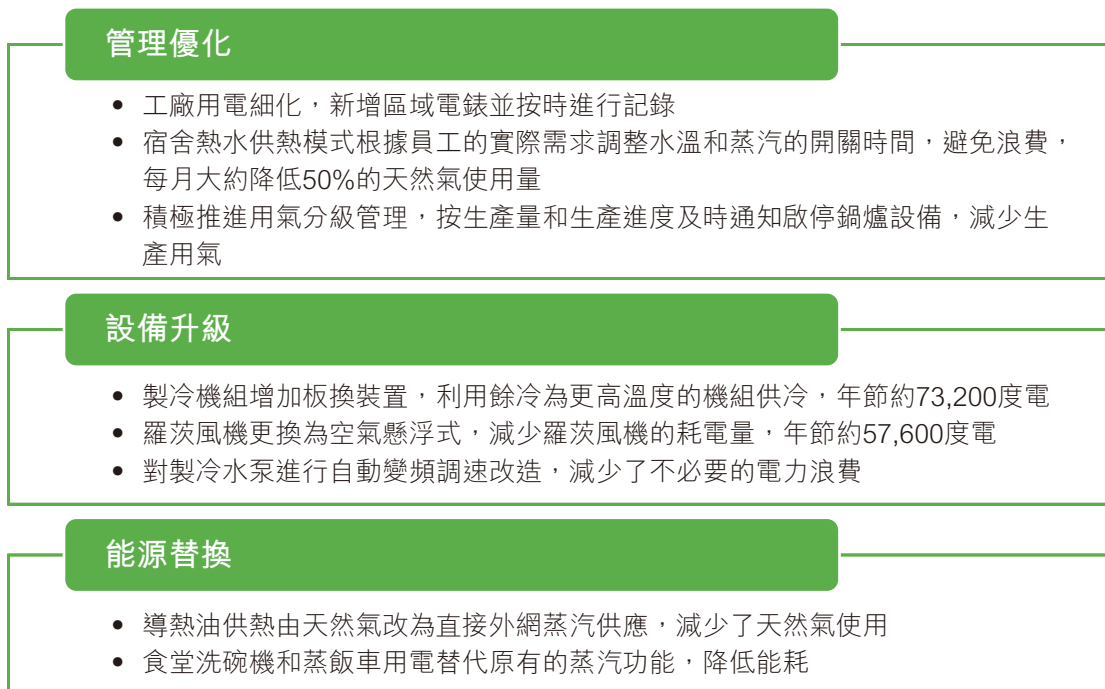 管理優化
• 工廠用電細化，新增區域電錶並按時進行記錄
• 宿舍熱水供熱模式根據員工的實際需求調整水溫和蒸汽的開關時間，避免浪費，
每月大約降低50%的天然氣使用量
• 積極推進用氣分級管理，按生產量和生產進度及時通知啟停鍋爐設備，減少生
產用氣
設備升級
• 製冷機組增加板換裝置，利用餘冷為更高溫度的機組供冷，年節約73,200度電
• 羅茨風機更換為空氣懸浮式，減少羅茨風機的耗電量，年節約57,600度電
• 對製冷水泵進行自動變頻調速改造，減少了不必要的電力浪費
能源替換
• 導熱油供熱由天然氣改為直接外網蒸汽供應，減少了天然氣使用
• 食堂洗碗機和蒸飯車用電替代原有的蒸汽功能，降低能耗